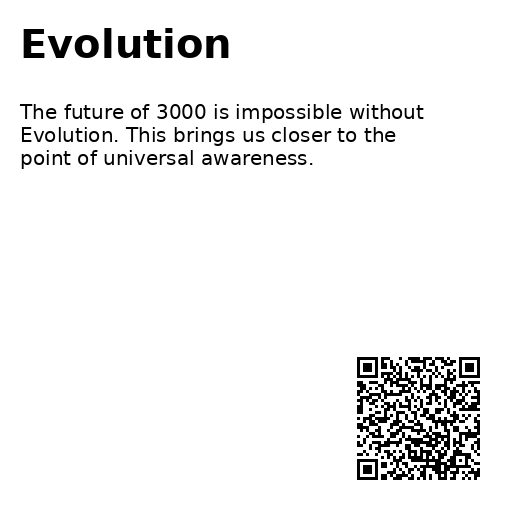 Evolution
The future of 3000 is impossible without
Evolution. This brings us closer to the
point of universal awareness.